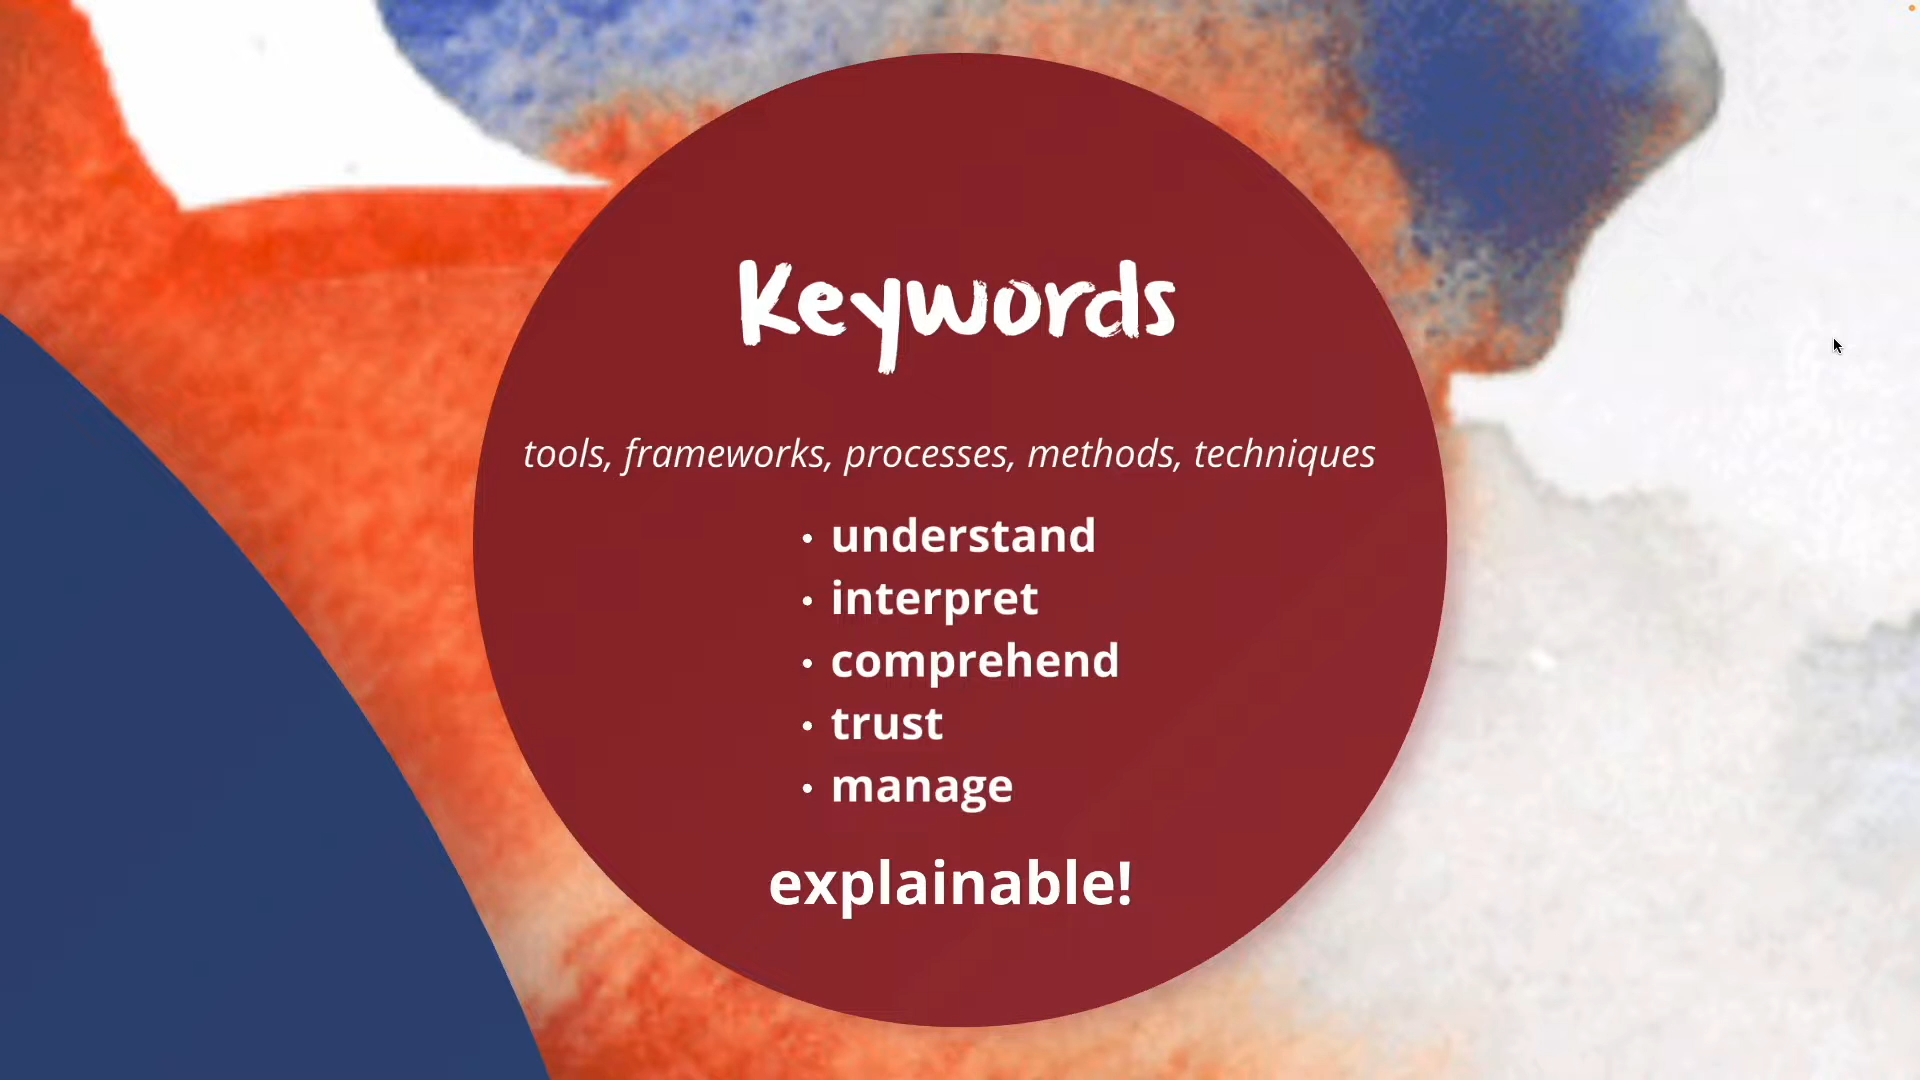 Keywords
tools, frameworks, processes, methods, techniques
• understand
• interpret
• comprehend
• trust
• manage
explainable!